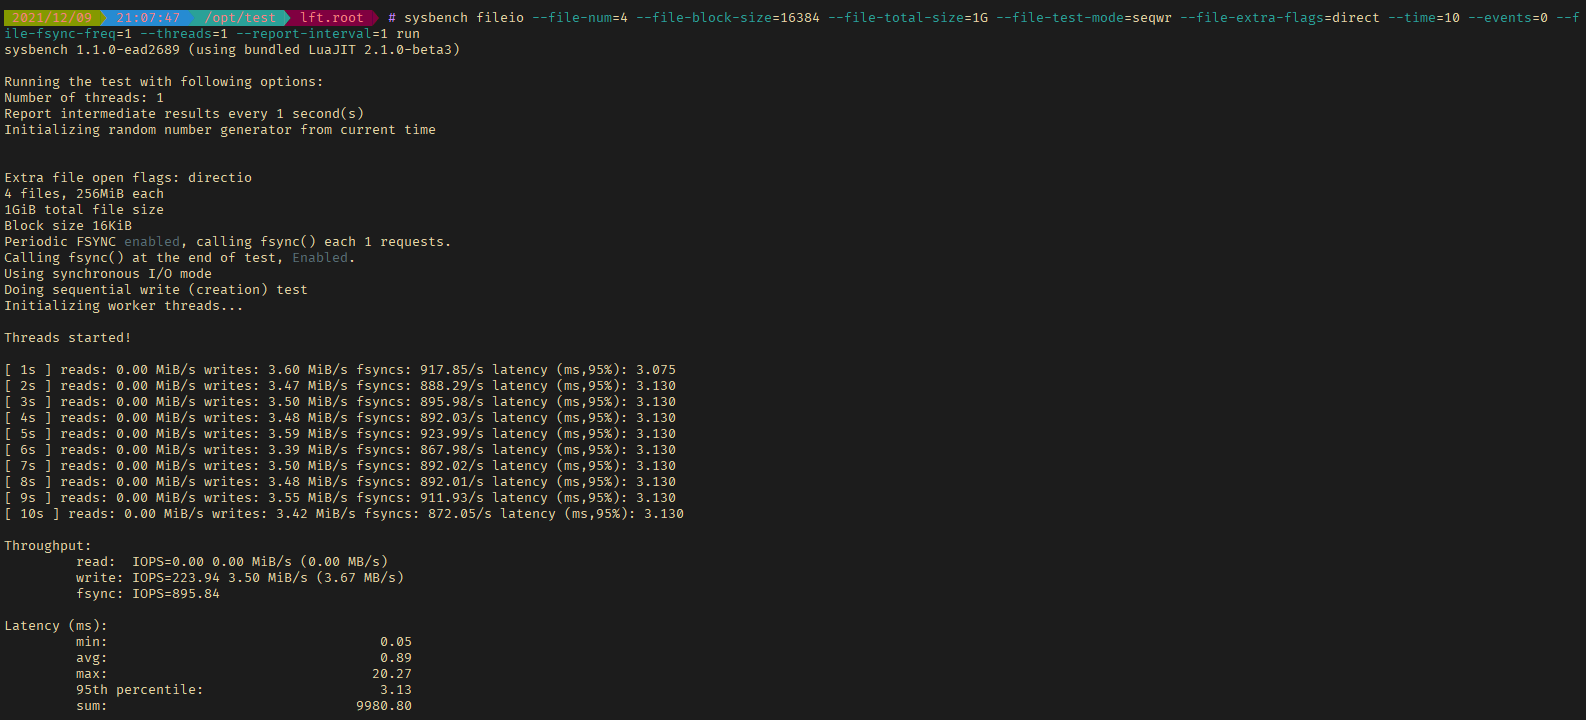 2021/12/09 21:07:47 /opt/test lft.root # sysbench fileio --file-num=4 --file-block-size=16384 --file-total-size=1G --file-test-mode=seqwr --file-extra-flags=direct --time=10 --events=0 --f
ile-fsync-freq=1 --threads=1 --report-interval=1 run
sysbench 1.1.0-ead2689 (using bundled LuaJIT 2.1.0-beta3)
Running the test with following options:
Number of threads: 1
Report intermediate results every 1 second(s)
Initializing random number generator from current time
Extra file open flags: directio
4 files, 256MiB each
1GiB total file size
Block size 16KiB
Periodic FSYNC enabled, calling fsync() each 1 requests.
Calling fsync() at the end of test, Enabled.
Using synchronous I/O mode
Doing sequential write (creation) test
Initializing worker threads...
Threads started!
[ 1s ] reads: 0.00 MiB/s writes: 3.60 MiB/s fsyncs: 917.85/s latency (ms,95%): 3.075
[ 2s ] reads: 0.00 MiB/s writes: 3.47 MiB/s fsyncs: 888.29/s latency (ms,95%): 3.130
[ 3s ] reads: 0.00 MiB/s writes: 3.50 MiB/s fsyncs: 895.98/s latency (ms,95%): 3.130
[ 4s ] reads: 0.00 MiB/s writes: 3.48 MiB/s fsyncs: 892.03/s latency (ms,95%): 3.130
[ 5s ] reads: 0.00 MiB/s writes: 3.59 MiB/s fsyncs: 923.99/s latency (ms,95%): 3.130
[ 6s ] reads: 0.00 MiB/s writes: 3.39 MiB/s fsyncs: 867.98/s latency (ms,95%): 3.130
[ 7s ] reads: 0.00 MiB/s writes: 3.50 MiB/s fsyncs: 892.02/s latency (ms,95%): 3.130
[ 8s ] reads: 0.00 MiB/s writes: 3.48 MiB/s fsyncs: 892.01/s latency (ms,95%): 3.130
[ 9s ] reads: 0.00 MiB/s writes: 3.55 MiB/s fsyncs: 911.93/s latency (ms,95%): 3.130
[ 10s ] reads: 0.00 MiB/s writes: 3.42 MiB/s fsyncs: 872.05/s latency (ms,95%): 3.130
Throughput:
read: IOPS=0.00 0.00 MiB/s (0.00 MB/s)
write: IOPS=223.94 3.50 MiB/s (3.67 MB/s)
fsync: IOPS=895.84
Latency (ms):
min: 0.05
avg: 0.89
max: 20.27
95th percentile: 3.13
sum: 9980.80